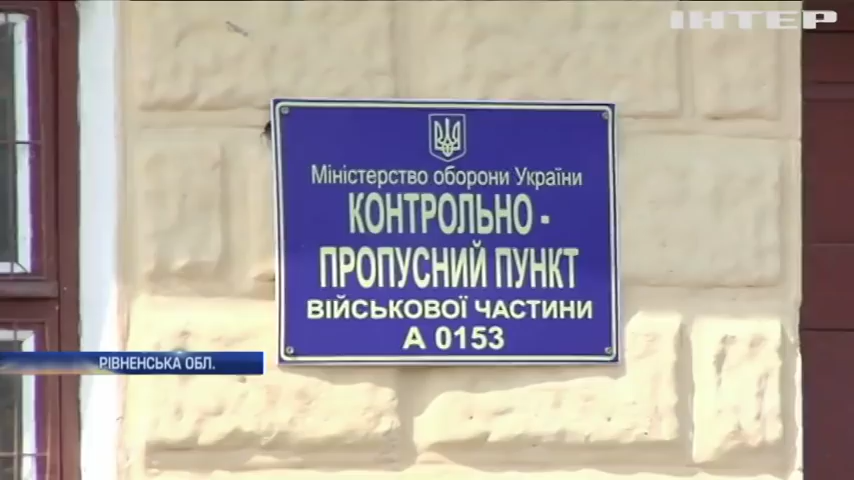 ІНТЕР
Міністерство оборони України
КОНТРОЛЬНО -
ПРОПУСНИЙ ПУНКТ
ВІЙСЬКОВОЇ ЧАСТИНИ
А 0153
РІВНЕНСЬКА ОБЛ.